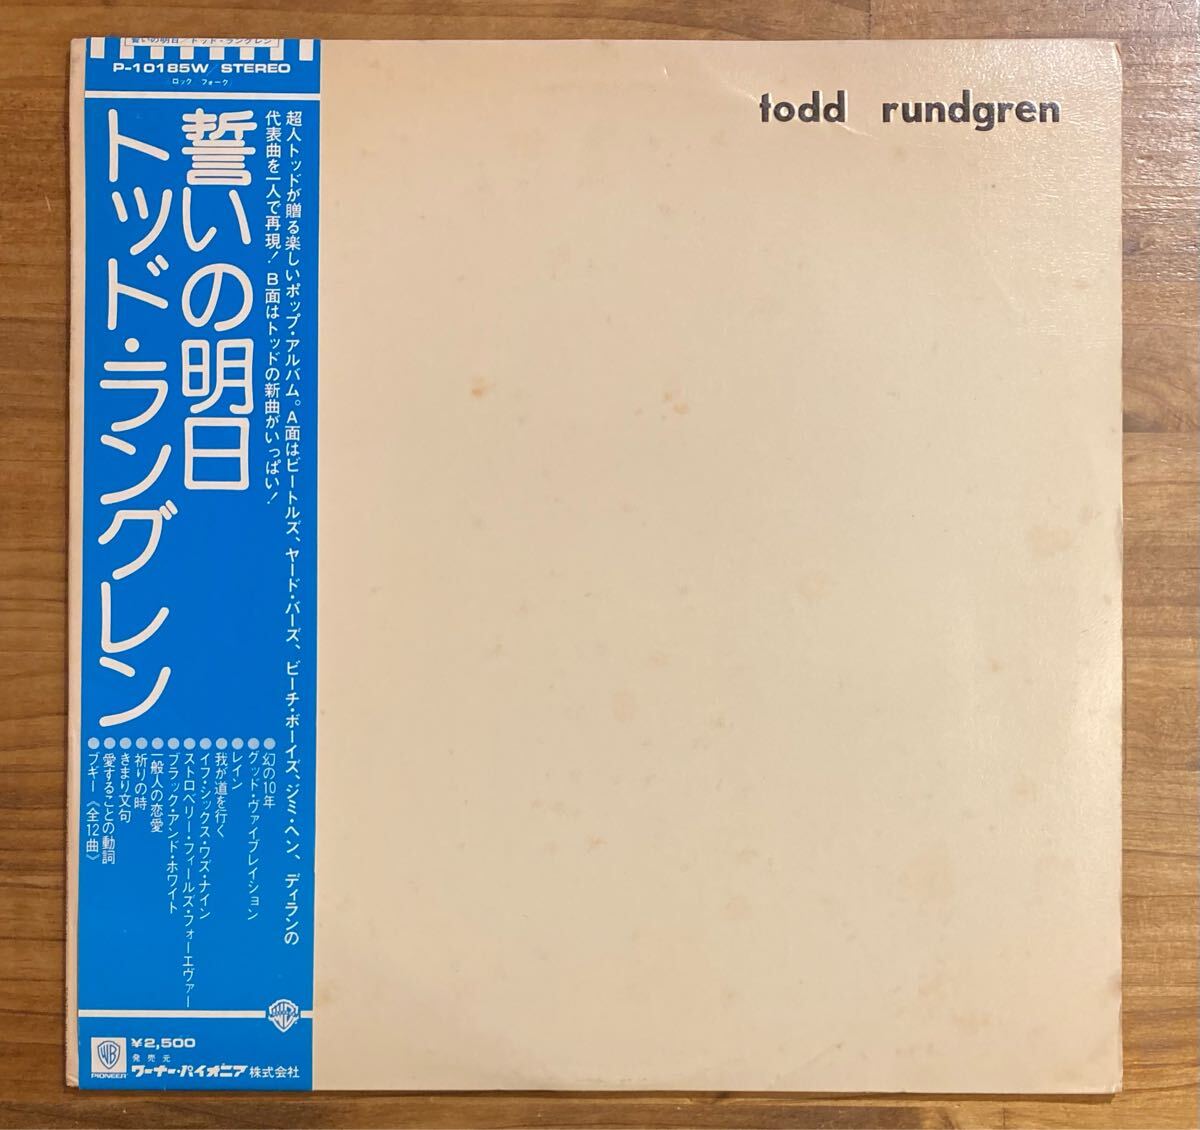 誓いの明日/トッド・ラングレン
P-10185W/STEREO
ロック フォーク
誓いの明日
トッド・ラングレン
超人トッドが贈る楽しいポップ・アルバム。A面はビートルズ、ヤード・バーズ、ビーチ・ボーイズ、ジミ・ヘン、ディランの
代表曲を一人で再現！B面はトッドの新曲がいっぱい！
●幻の10年
●グッド・ヴァイブレイション
●レイン
●我が道を行く
●イフ・シックス・ワズ・ナイン
●ストロベリー・フィールズ・フォーエヴァー
●ブラック・アンド・ホワイト
●一般人の恋愛
●祈りの時
●きまり文句
●愛することの動詞
●ブギー《全12曲》
WB
PIONEER
¥2,500
発売元
ワーナー・パイオニア株式会社
todd rundgren